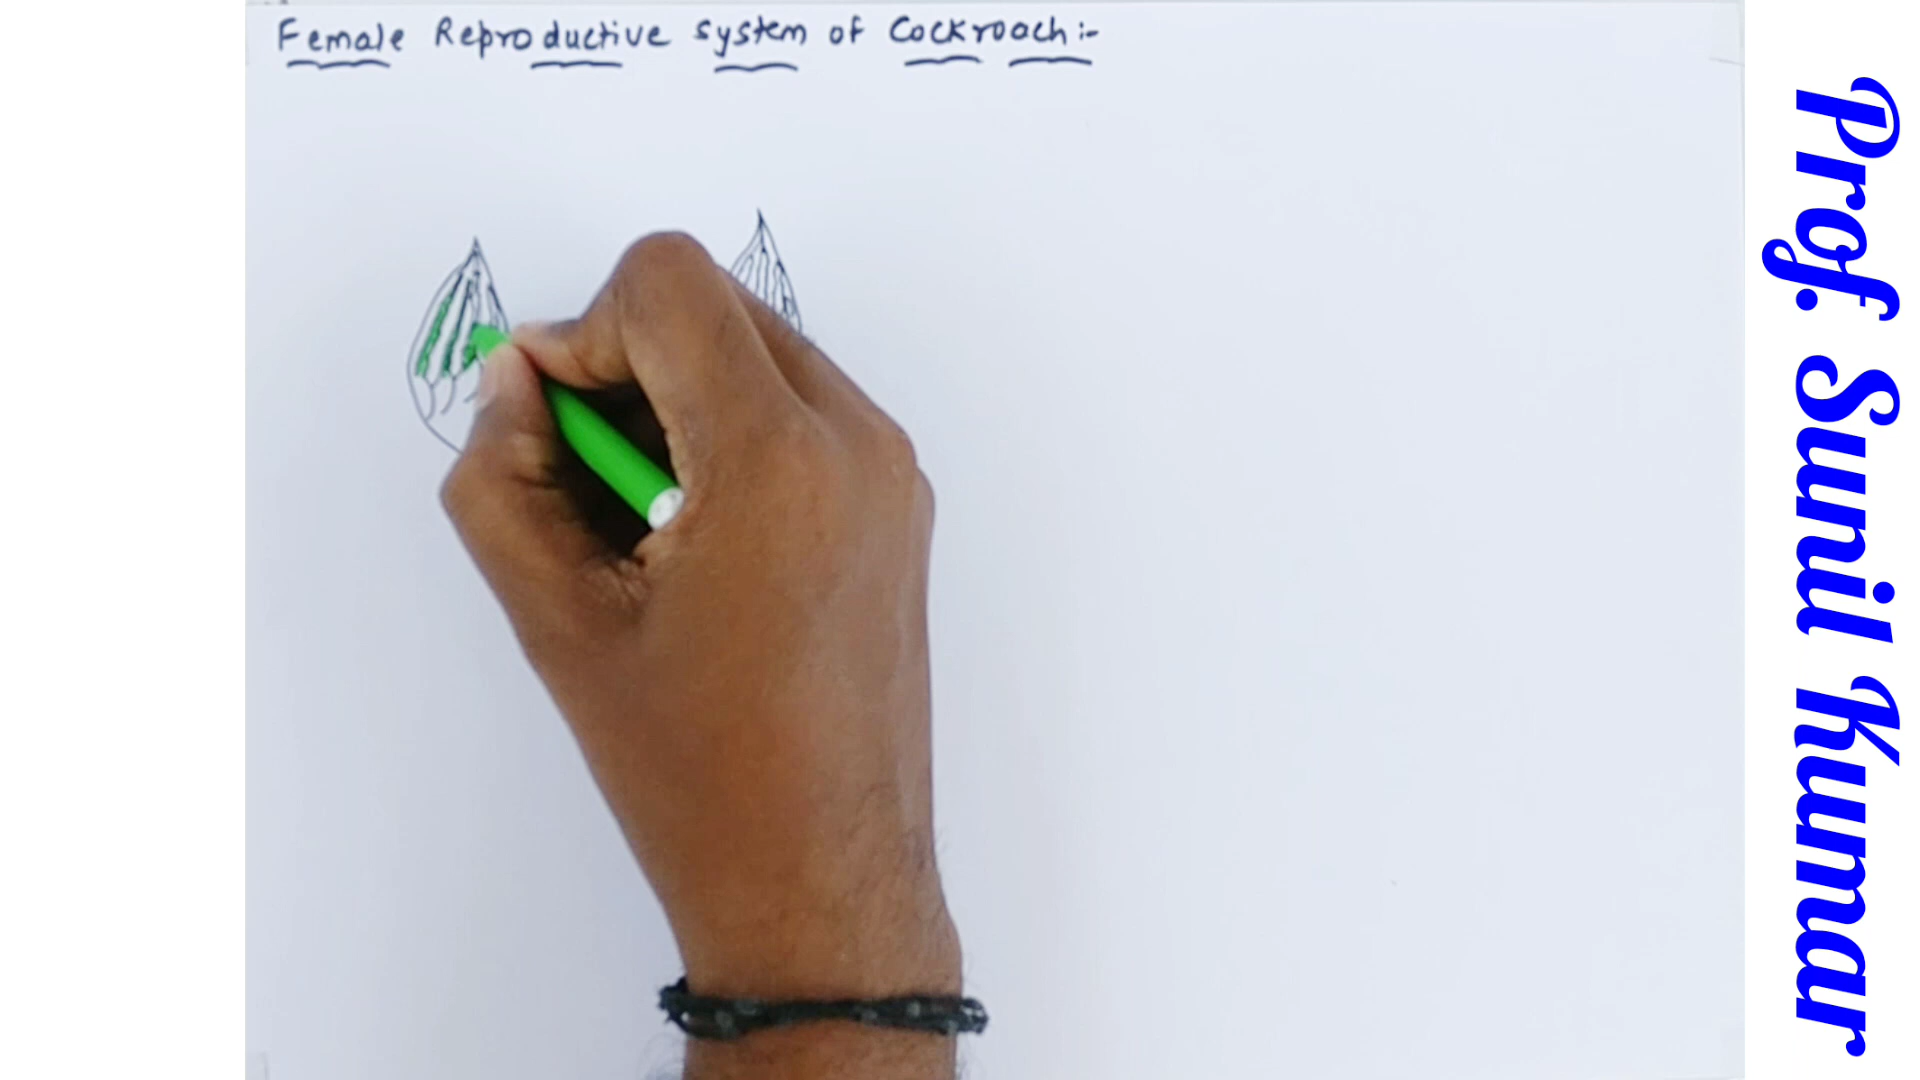 Female Reproductive system of Cockroach:-
Prof. Sunil Kumar